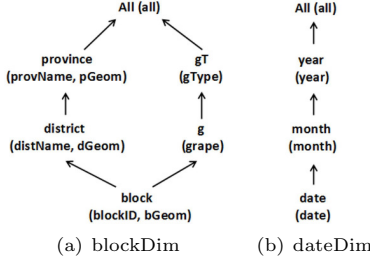 All (all)
province
(provName, pGeom)
gT
(gType)
district
(distName, dGeom)
g
(grape)
block
(blockID, bGeom)
(a) blockDim
All (all)
year
(year)
month
(month)
date
(date)
(b) dateDim